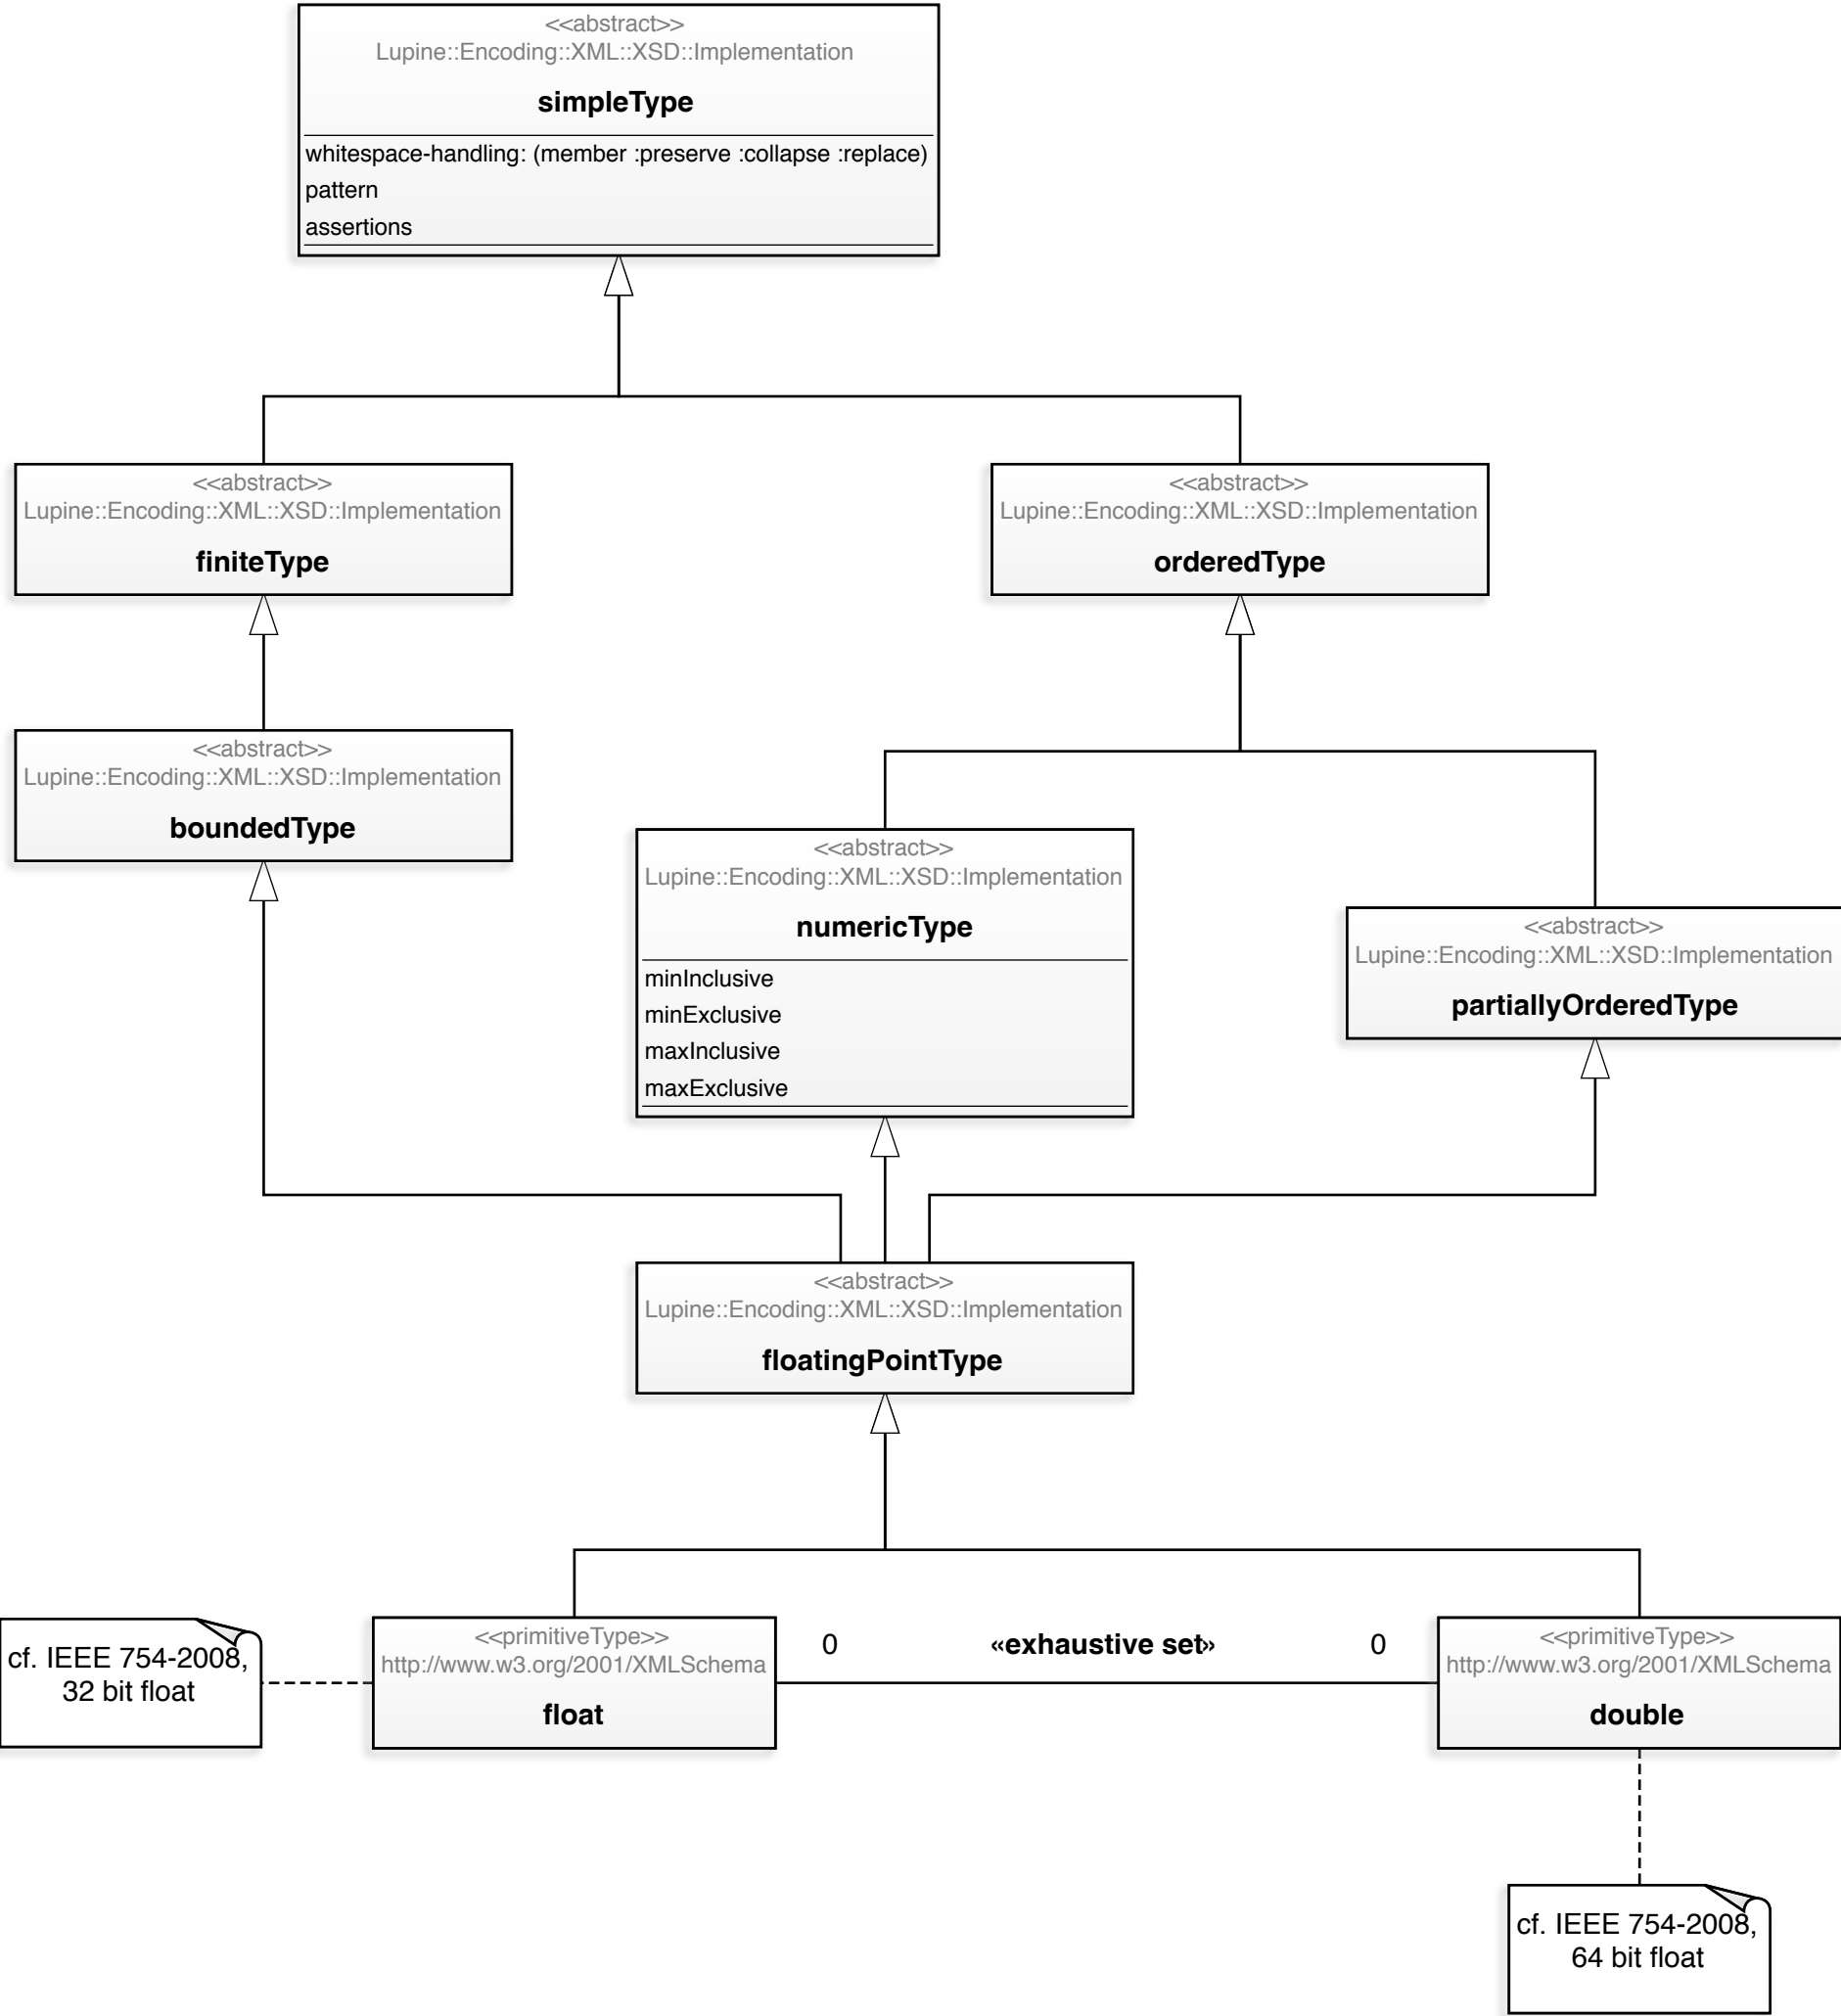 <<abstract>>
Lupine::Encoding::XML::XSD::Implementation
simpleType
whitespace-handling: (member :preserve :collapse :replace)
pattern
assertions
<<abstract>>
Lupine::Encoding::XML::XSD::Implementation
finiteType
<<abstract>>
Lupine::Encoding::XML::XSD::Implementation
orderedType
<<abstract>>
Lupine::Encoding::XML::XSD::Implementation
boundedType
<<abstract>>
Lupine::Encoding::XML::XSD::Implementation
numericType
minInclusive
minExclusive
maxInclusive
maxExclusive
<<abstract>>
Lupine::Encoding::XML::XSD::Implementation
partiallyOrderedType
<<abstract>>
Lupine::Encoding::XML::XSD::Implementation
floatingPointType
cf. IEEE 754-2008,
32 bit float
<<primitiveType>>
http://www.w3.org/2001/XMLSchema
float
0 «exhaustive set» 0
<<primitiveType>>
http://www.w3.org/2001/XMLSchema
double
cf. IEEE 754-2008,
64 bit float